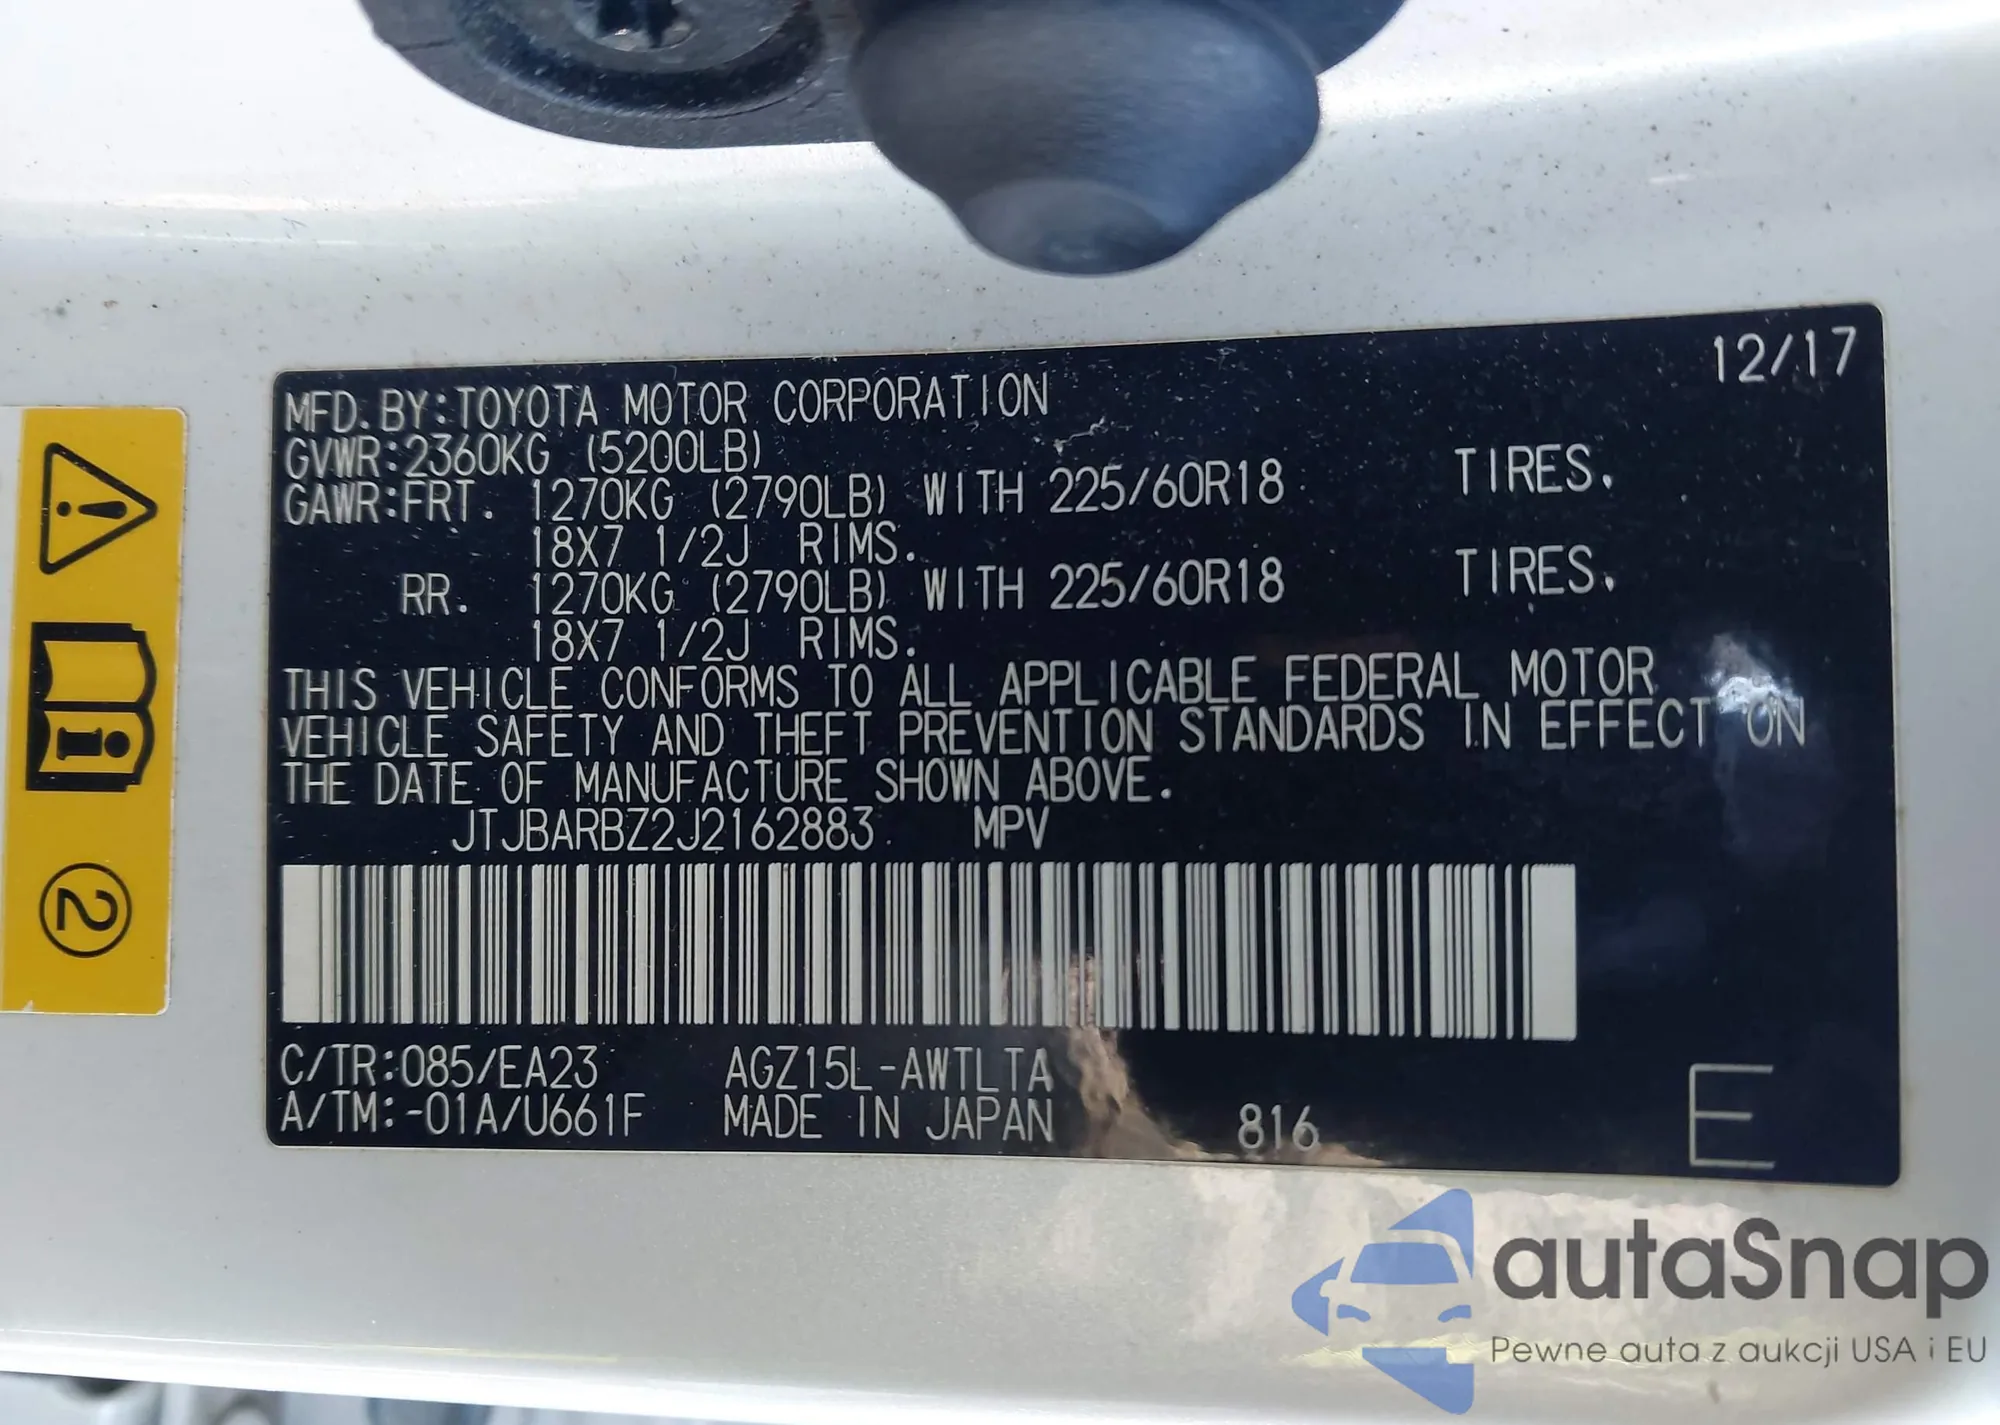 12/17
MFD. BY: TOYOTA MOTOR CORPORATION
GVWR: 2360KG (5200LB)
GAWR: FRT. 1270KG (2790LB) WITH 225/60R18 TIRES.
18X7 1/2J RIMS.
RR. 1270KG (2790LB) WITH 225/60R18 TIRES.
18X7 1/2J RIMS.
THIS VEHICLE CONFORMS TO ALL APPLICABLE FEDERAL MOTOR
VEHICLE SAFETY AND THEFT PREVENTION STANDARDS IN EFFECT ON
THE DATE OF MANUFACTURE SHOWN ABOVE.
JTJBARBZ2J2162883 MPV
C/TR: 085/EA23 AGZ15L-AWTLTA
A/TM: -01A/U661F MADE IN JAPAN 816 E
2
autaSnap
Pewne auta z aukcji USA i EU